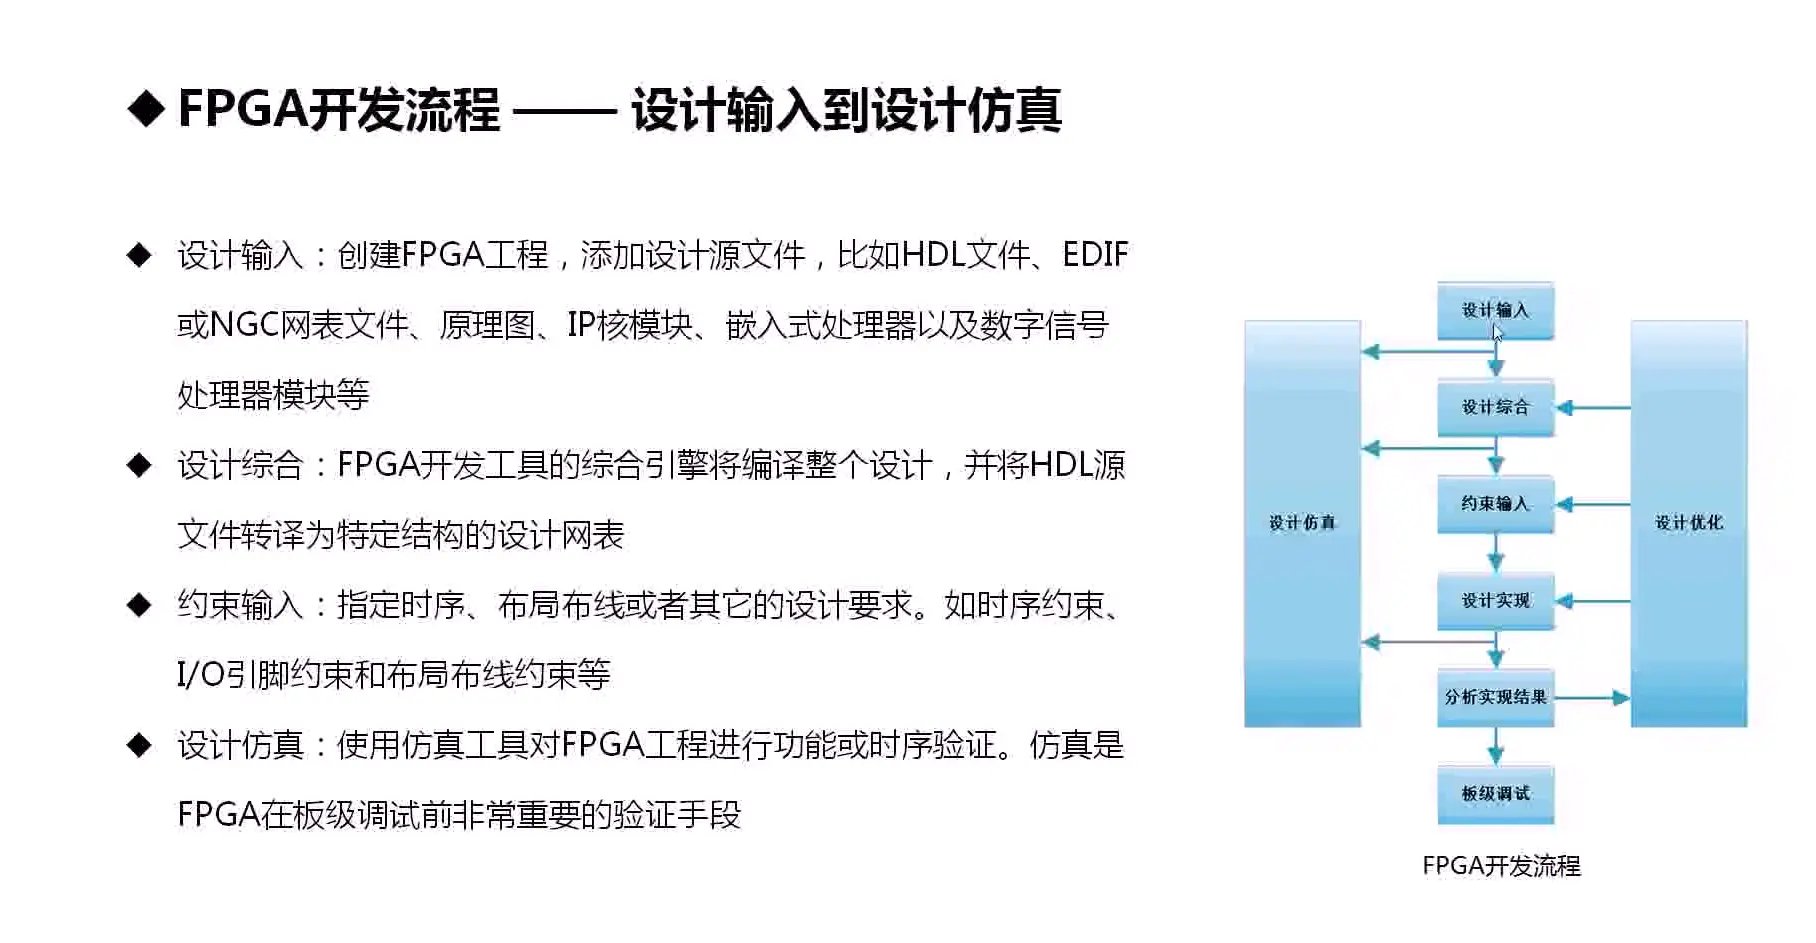 ◆ FPGA开发流程 —— 设计输入到设计仿真
◆ 设计输入：创建FPGA工程，添加设计源文件，比如HDL文件、EDIF
或NGC网表文件、原理图、IP核模块、嵌入式处理器以及数字信号
处理器模块等
◆ 设计综合：FPGA开发工具的综合引擎将编译整个设计，并将HDL源
文件转译为特定结构的设计网表
◆ 约束输入：指定时序、布局布线或者其它的设计要求。如时序约束、
I/O引脚约束和布局布线约束等
◆ 设计仿真：使用仿真工具对FPGA工程进行功能或时序验证。仿真是
FPGA在板级调试前非常重要的验证手段
设计输入
设计综合
约束输入
设计仿真
设计优化
设计实现
分析实现结果
板级调试
FPGA开发流程